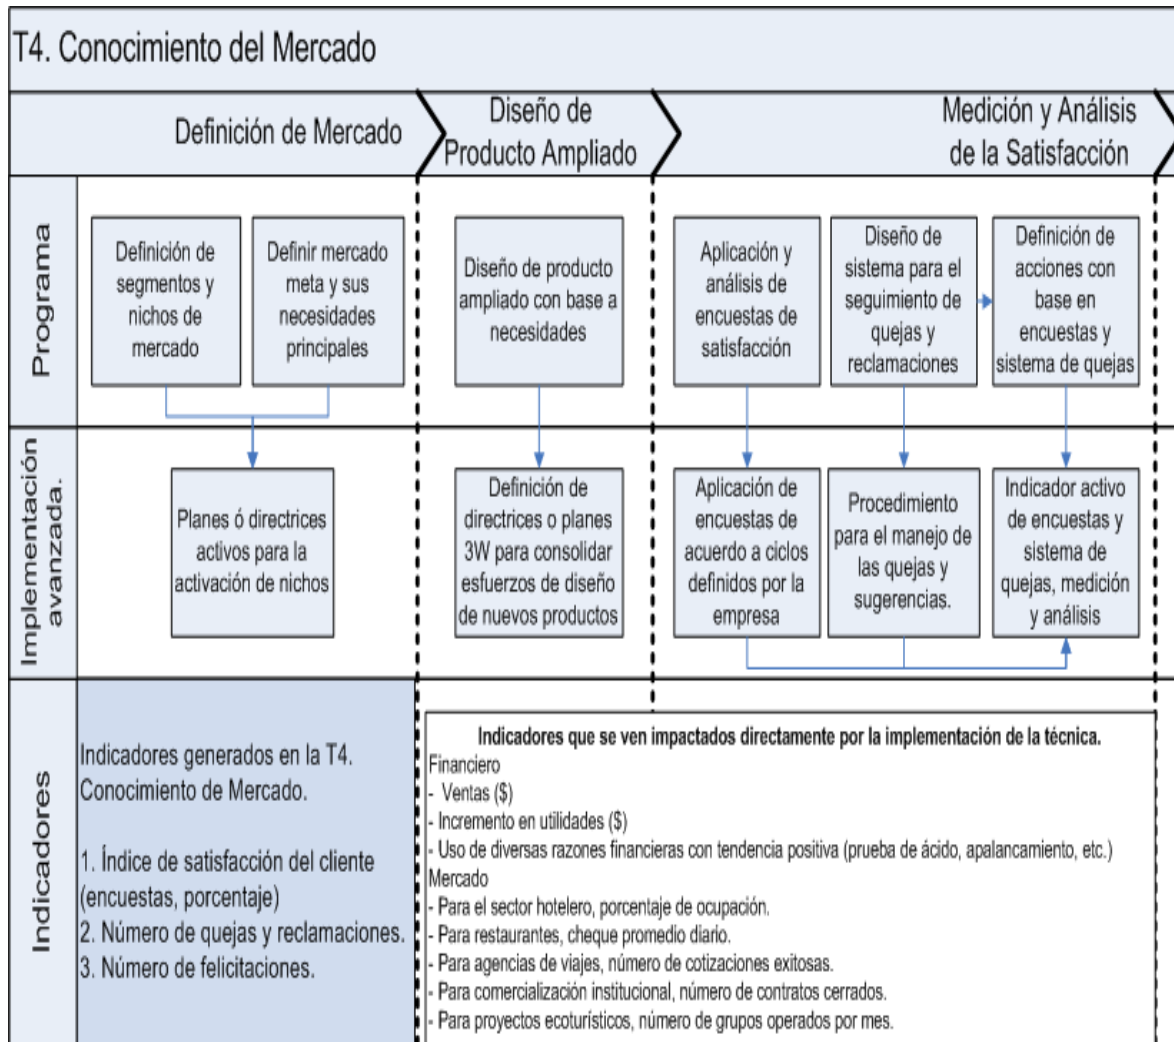 T4. Conocimiento del Mercado
Definición de Mercado
Diseño de
Producto Ampliado
Medición y Análisis
de la Satisfacción
Programa
Definición de
segmentos y
nichos de
mercado
Definir mercado
meta y sus
necesidades
principales
Diseño de producto
ampliado con base a
necesidades
Aplicación y
análisis de
encuestas de
satisfacción
Diseño de
sistema para el
seguimiento de
quejas y
reclamaciones
Definición de
acciones con
base en
encuestas y
sistema de quejas
Implementación
avanzada.
Planes ó directrices
activos para la
activación de nichos
Definición de
directrices o planes
3W para consolidar
esfuerzos de diseño
de nuevos productos
Aplicación de
encuestas de
acuerdo a ciclos
definidos por la
empresa
Procedimiento
para el manejo de
las quejas y
sugerencias.
Indicador activo
de encuestas y
sistema de
quejas, medición
y análisis
Indicadores
Indicadores generados en la T4.
Conocimiento de Mercado.
1. Índice de satisfacción del cliente
(encuestas, porcentaje)
2. Número de quejas y reclamaciones.
3. Número de felicitaciones.
Indicadores que se ven impactados directamente por la implementación de la técnica.
Financiero
- Ventas ($)
- Incremento en utilidades ($)
- Uso de diversas razones financieras con tendencia positiva (prueba de ácido, apalancamiento, etc.)
Mercado
- Para el sector hotelero, porcentaje de ocupación.
- Para restaurantes, cheque promedio diario.
- Para agencias de viajes, número de cotizaciones exitosas.
- Para comercialización institucional, número de contratos cerrados.
- Para proyectos ecoturísticos, número de grupos operados por mes.